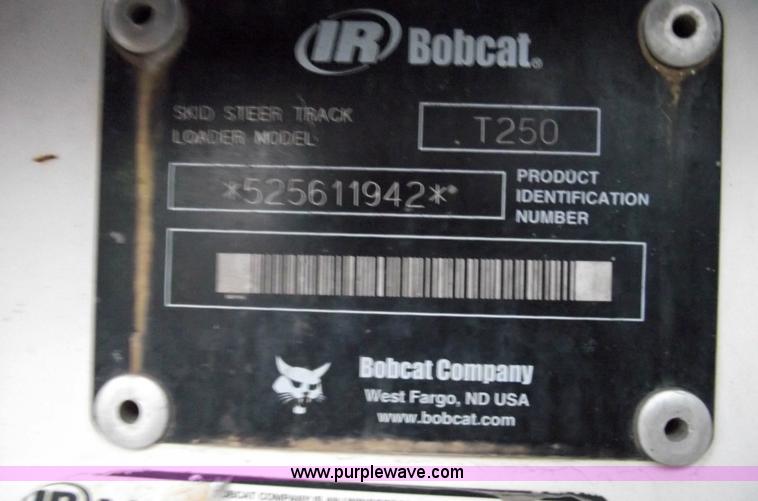 IR Bobcat®
SKID STEER TRACK
LOADER MODEL
T250
*525611942*
PRODUCT
IDENTIFICATION
NUMBER
Bobcat Company
West Fargo, ND USA
www.bobcat.com
www.purplewave.com
IR